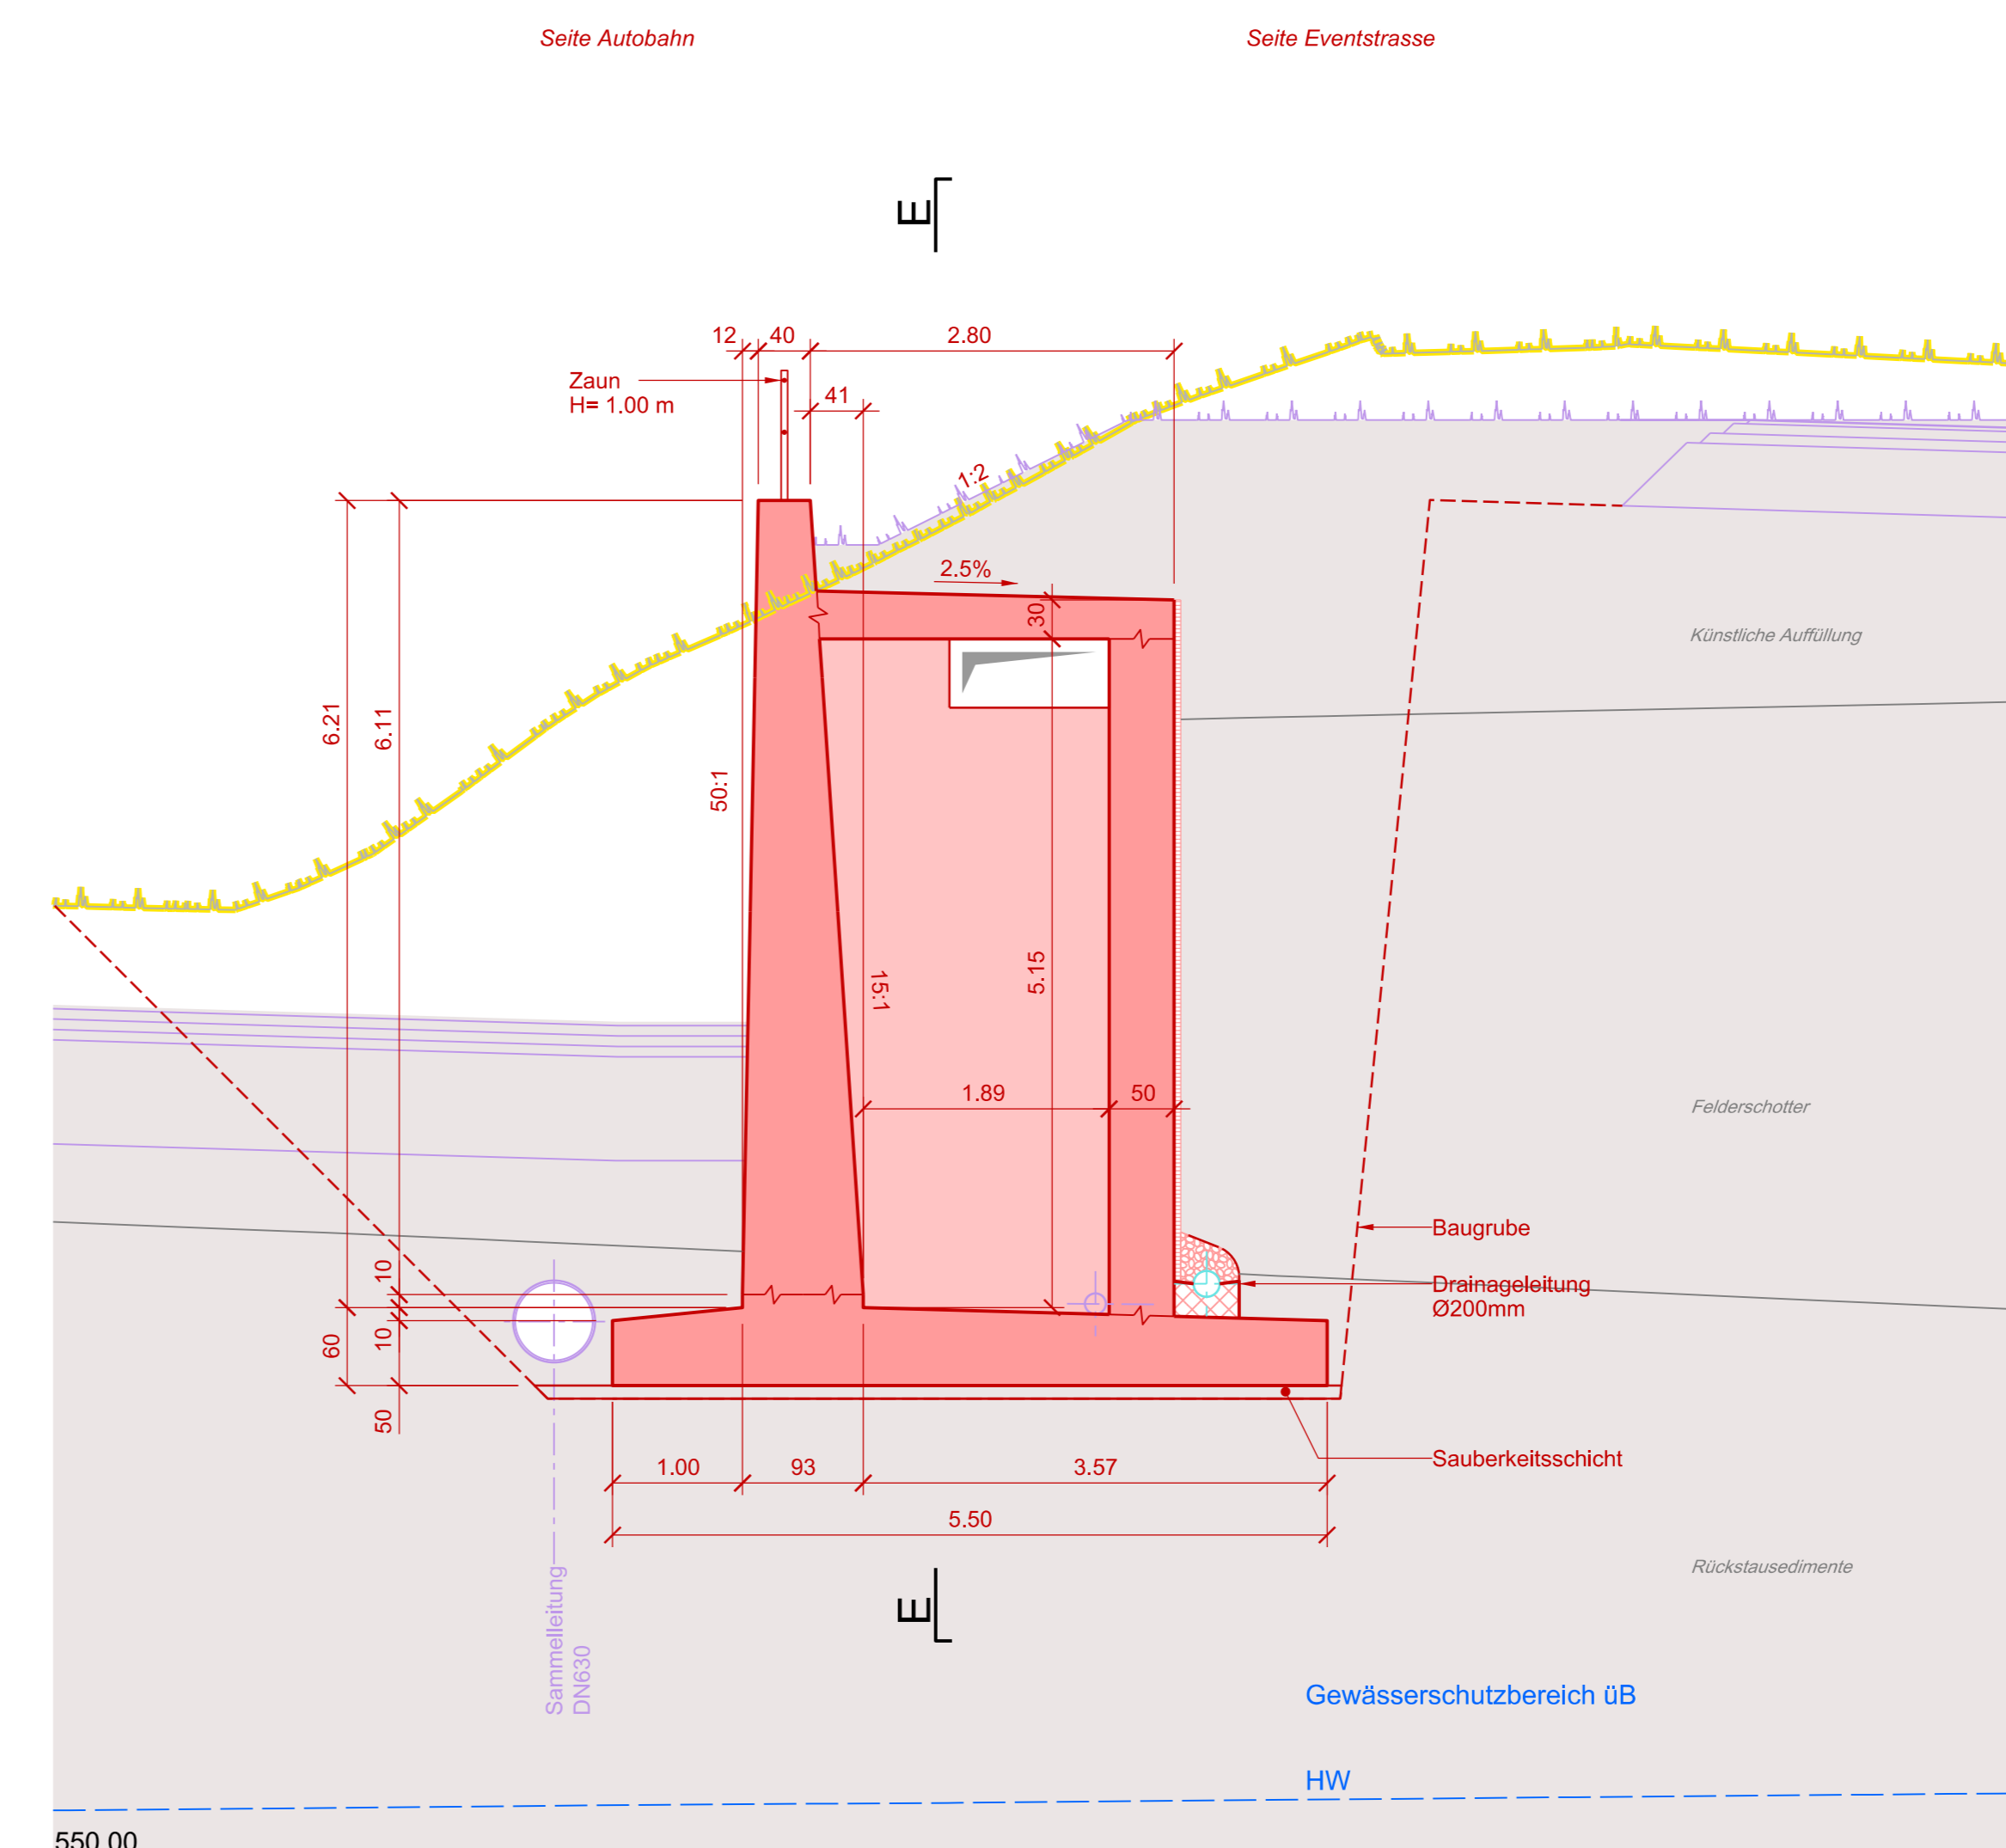 Seite Autobahn
Seite Eventstrasse
E
12
40
2.80
Zaun
H= 1.00 m
41
1:2
2.5%
30
Künstliche Auffüllung
6.21
6.11
50:1
5.15
15:1
1.89
50
Felderschotter
Baugrube
10
Drainageleitung
Ø200mm
60
10
50
Sauberkeitsschicht
1.00
93
3.57
5.50
Rückstausedimente
Sammelleitung
DN630
E
Gewässerschutzbereich üB
HW
550.00